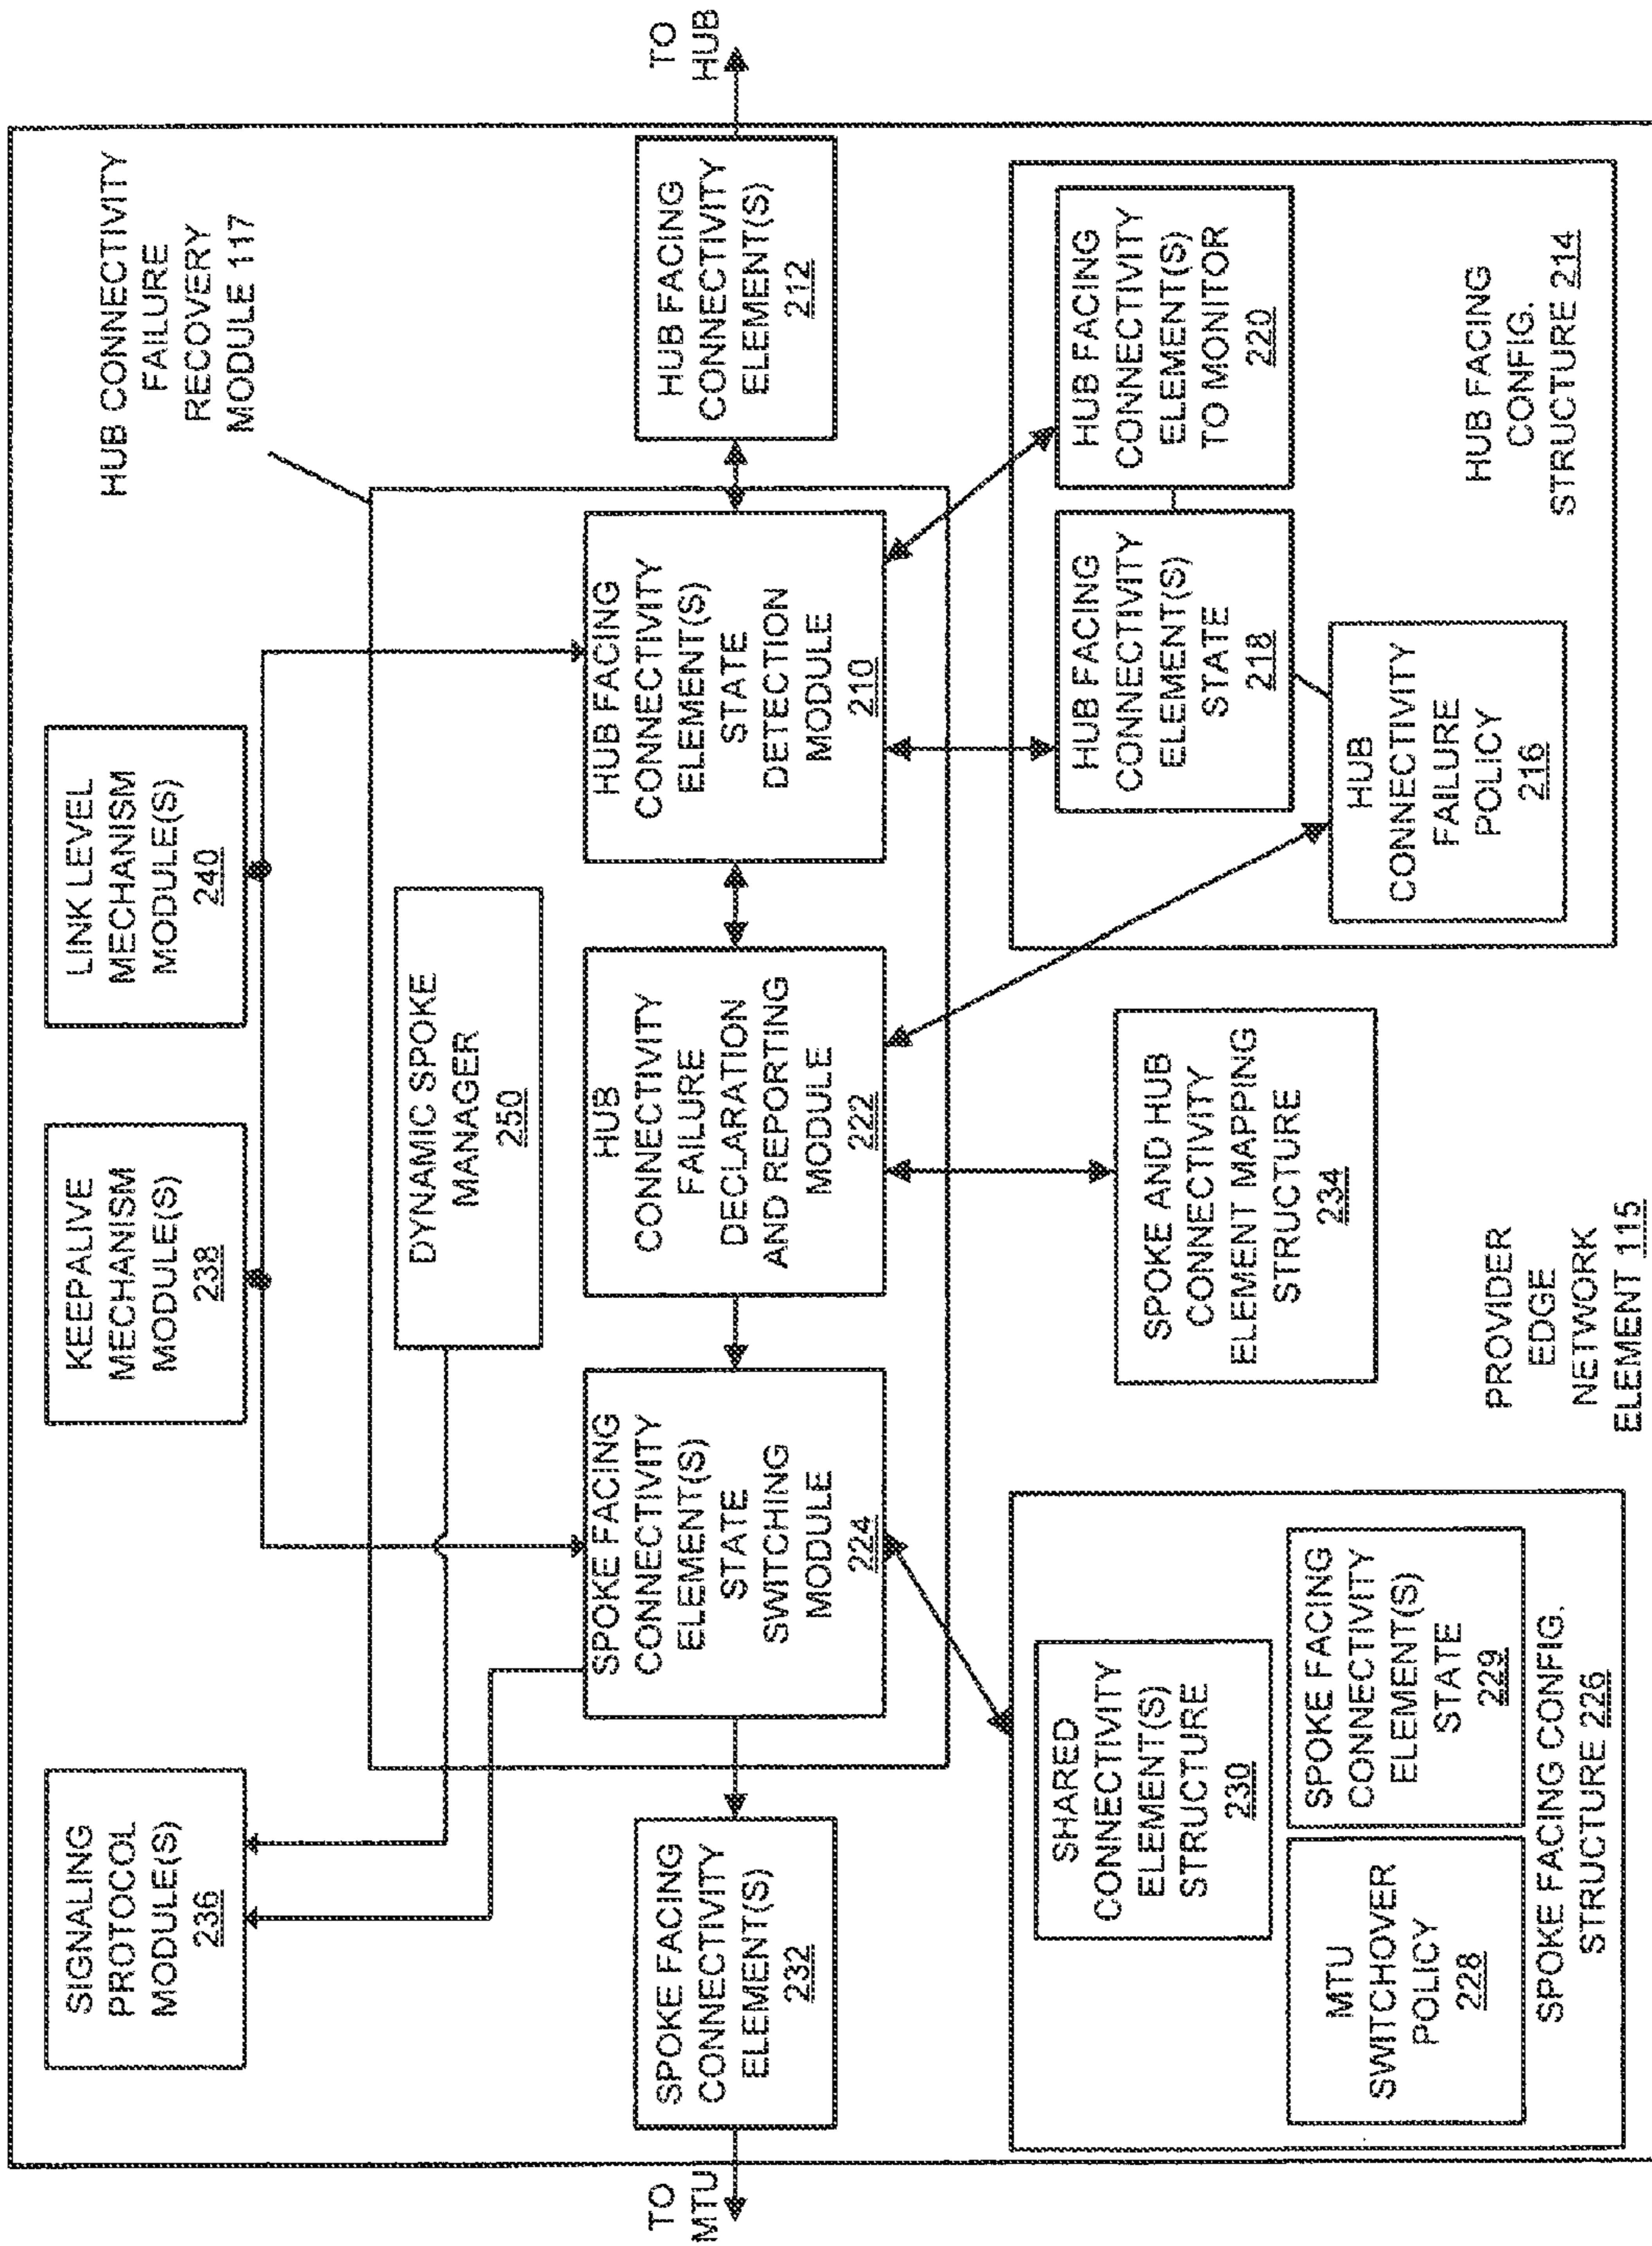 SIGNALING
PROTOCOL
MODULE(S)
236
KEEPALIVE
MECHANISM
MODULE(S)
238
LINK LEVEL
MECHANISM
MODULE(S)
240
HUB CONNECTIVITY
FAILURE
RECOVERY
MODULE 117
DYNAMIC SPOKE
MANAGER
250
TO
MTU
SPOKE FACING
CONNECTIVITY
ELEMENT(S)
232
SPOKE FACING
CONNECTIVITY
ELEMENT(S)
STATE
SWITCHING
MODULE
224
HUB
CONNECTIVITY
FAILURE
DECLARATION
AND REPORTING
MODULE
222
HUB FACING
CONNECTIVITY
ELEMENT(S)
STATE
DETECTION
MODULE
210
HUB FACING
CONNECTIVITY
ELEMENT(S)
212
TO
HUB
SHARED
CONNECTIVITY
ELEMENT(S)
STRUCTURE
230
MTU
SWITCHOVER
POLICY
228
SPOKE FACING
CONNECTIVITY
ELEMENT(S)
STATE
229
SPOKE FACING CONFIG.
STRUCTURE 226
SPOKE AND HUB
CONNECTIVITY
ELEMENT MAPPING
STRUCTURE
234
PROVIDER
EDGE
NETWORK
ELEMENT 115
HUB FACING
CONNECTIVITY
ELEMENT(S)
STATE
218
HUB FACING
CONNECTIVITY
ELEMENT(S)
TO MONITOR
220
HUB
CONNECTIVITY
FAILURE
POLICY
216
HUB FACING
CONFIG.
STRUCTURE 214